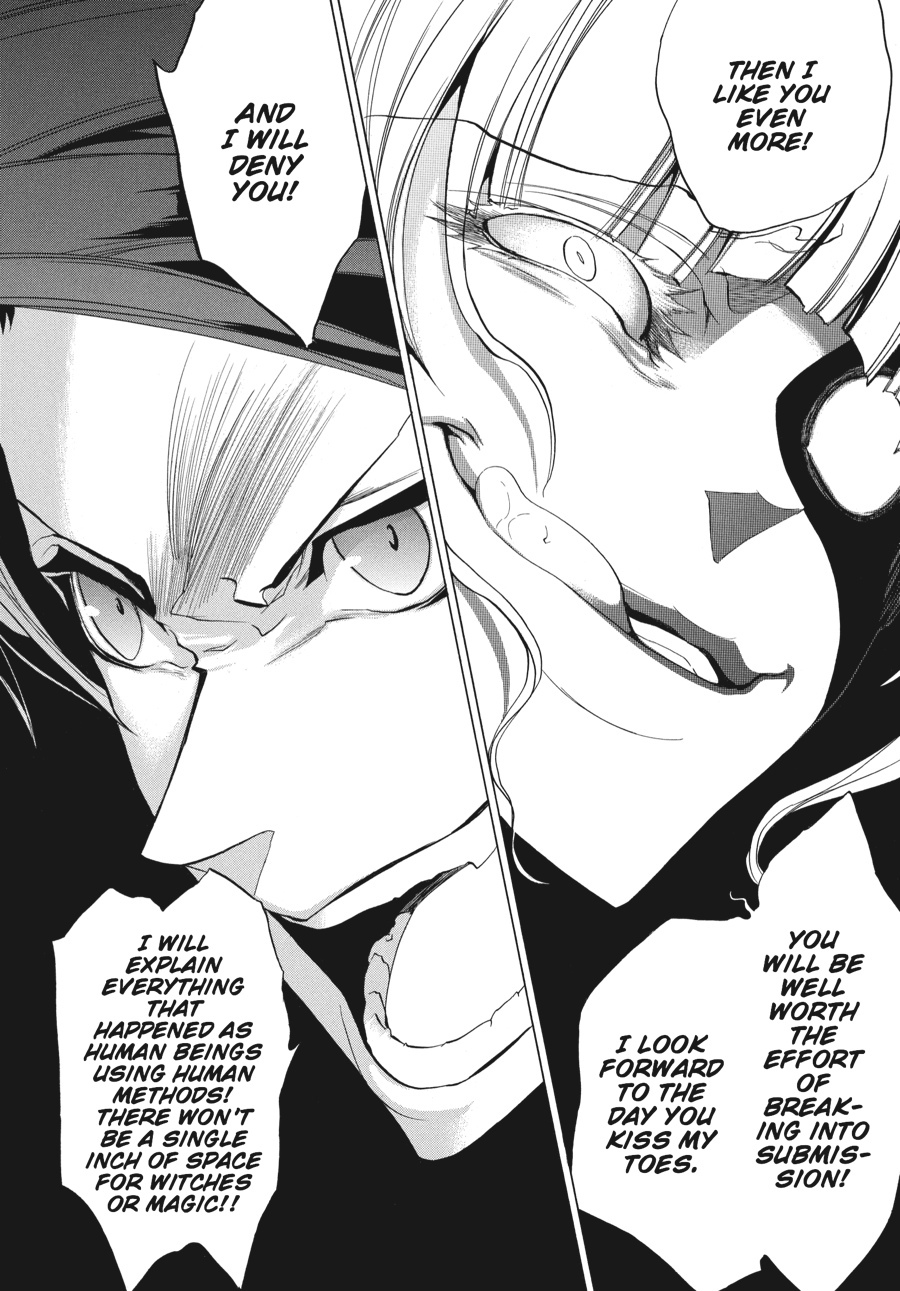 THEN I
LIKE YOU
EVEN
MORE!
YOU
WILL BE
WELL
WORTH
THE
EFFORT
OF
BREAK-
ING INTO
SUBMIS-
SION!
I LOOK
FORWARD
TO THE
DAY YOU
KISS MY
TOES.
AND
I WILL
DENY
YOU!
I WILL
EXPLAIN
EVERYTHING
THAT
HAPPENED AS
HUMAN BEINGS
USING HUMAN
METHODS!
THERE WON'T
BE A SINGLE
INCH OF SPACE
FOR WITCHES
OR MAGIC!!